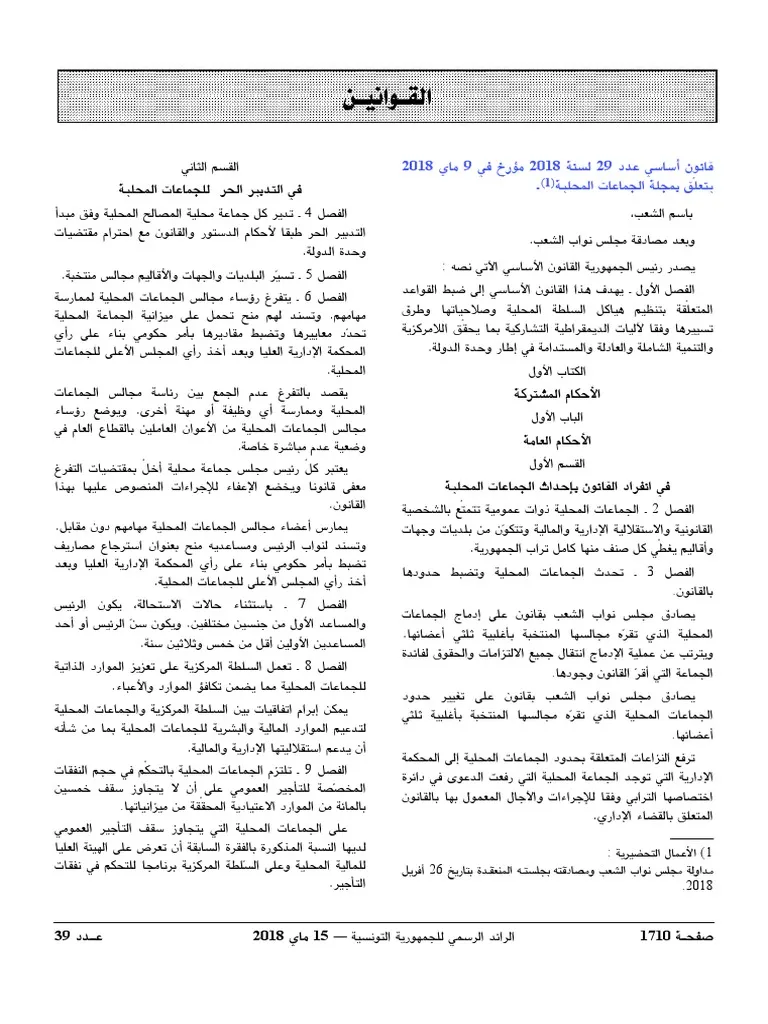 القـوانيـن
قانون أساسي عدد 29 لسنة 2018 مؤرخ في 9 ماي 2018
يتعلّق بمجلة الجماعات المحلية(1).
باسم الشعب،
وبعد مصادقة مجلس نواب الشعب.
يصدر رئيس الجمهورية القانون الأساسي الآتي نصه :
الفصل الأول ـ يهدف هذا القانون الأساسي إلى ضبط القواعد
المتعلّقة بتنظيم هياكل السلطة المحلية وصلاحياتها وطرق
تسييرها وفقا لآليات الديمقراطية التشاركية بما يحقّق اللامركزية
والتنمية الشاملة والعادلة والمستدامة في إطار وحدة الدولة.
الكتاب الأول
الأحكام المشتركة
الباب الأول
الأحكام العامة
القسم الأول
في انفراد القانون بإحداث الجماعات المحلية
الفصل 2 ـ الجماعات المحلية ذوات عمومية تتمتّع بالشخصية
القانونية والاستقلالية الإدارية والمالية وتتكوّن من بلديات وجهات
وأقاليم يغطّي كل صنف منها كامل تراب الجمهورية.
الفصل 3 ـ تحدث الجماعات المحلية وتضبط حدودها
بالقانون.
يصادق مجلس نواب الشعب بقانون على إدماج الجماعات
المحلية الذي تقرّه مجالسها المنتخبة بأغلبية ثلثي أعضائها.
ويترتب عن عملية الإدماج انتقال جميع الالتزامات والحقوق لفائدة
الجماعة التي أقرّ القانون وجودها.
يصادق مجلس نواب الشعب بقانون على تغيير حدود
الجماعات المحلية الذي تقرّه مجالسها المنتخبة بأغلبية ثلثي
أعضائها.
ترفع النزاعات المتعلقة بحدود الجماعات المحلية إلى المحكمة
الإدارية التي توجد الجماعة المحلية التي رفعت الدعوى في دائرة
اختصاصها الترابي وفقا للإجراءات والآجال المعمول بها بالقانون
المتعلق بالقضاء الإداري.
1) الأعمال التحضيرية :
مداولة مجلس نواب الشعب ومصادقته بجلسته المنعقدة بتاريخ 26 أفريل
2018.
القسم الثاني
في التدبير الحر للجماعات المحلية
الفصل 4 ـ تدير كل جماعة محلية المصالح المحلية وفق مبدأ
التدبير الحر طبقا لأحكام الدستور والقانون مع احترام مقتضيات
وحدة الدولة.
الفصل 5 ـ تسيّر البلديات والجهات والأقاليم مجالس منتخبة.
الفصل 6 ـ يتفرغ رؤساء مجالس الجماعات المحلية لممارسة
مهامهم. وتسند لهم منح تحمل على ميزانية الجماعة المحلية
تحدّد معاييرها وتضبط مقاديرها بأمر حكومي بناء على رأي
المحكمة الإدارية العليا وبعد أخذ رأي المجلس الأعلى للجماعات
المحلية.
يقصد بالتفرغ عدم الجمع بين رئاسة مجالس الجماعات
المحلية وممارسة أي وظيفة أو مهنة أخرى. ويوضع رؤساء
مجالس الجماعات المحلية من الأعوان العاملين بالقطاع العام في
وضعية عدم مباشرة خاصة.
يعتبر كلّ رئيس مجلس جماعة محلية أخلّ بمقتضيات التفرغ
معفى قانونا ويخضع الإعفاء للإجراءات المنصوص عليها بهذا
القانون.
يمارس أعضاء مجالس الجماعات المحلية مهامهم دون مقابل.
وتسند لنواب الرئيس ومساعديه منح بعنوان استرجاع مصاريف
تضبط بأمر حكومي بناء على رأي المحكمة الإدارية العليا وبعد
أخذ رأي المجلس الأعلى للجماعات المحلية.
الفصل 7 ـ باستثناء حالات الاستحالة، يكون الرئيس
والمساعد الأول من جنسين مختلفين. ويكون سنّ الرئيس أو أحد
المساعدين الأولين أقل من خمس وثلاثين سنة.
الفصل 8 ـ تعمل السلطة المركزية على تعزيز الموارد الذاتية
للجماعات المحلية مما يضمن تكافؤ الموارد والأعباء.
يمكن إبرام اتفاقيات بين السلطة المركزية والجماعات المحلية
لتدعيم الموارد المالية والبشرية للجماعات المحلية بما من شأنه
أن يدعم استقلاليتها الإدارية والمالية.
الفصل 9 ـ تلتزم الجماعات المحلية بالتحكّم في حجم النفقات
المخصّصة للتأجير العمومي على أن لا يتجاوز سقف خمسين
بالمائة من الموارد الاعتيادية المحققة من ميزانياتها.
على الجماعات المحلية التي يتجاوز سقف التأجير العمومي
لديها النسبة المذكورة بالفقرة السابقة أن تعرض على الهيئة العليا
للمالية المحلية وعلى السّلطة المركزية برنامجا للتحكم في نفقات
التأجير.
صفحـة 1710 الرائد الرسمي للجمهورية التونسية — 15 ماي 2018 عـــدد 39